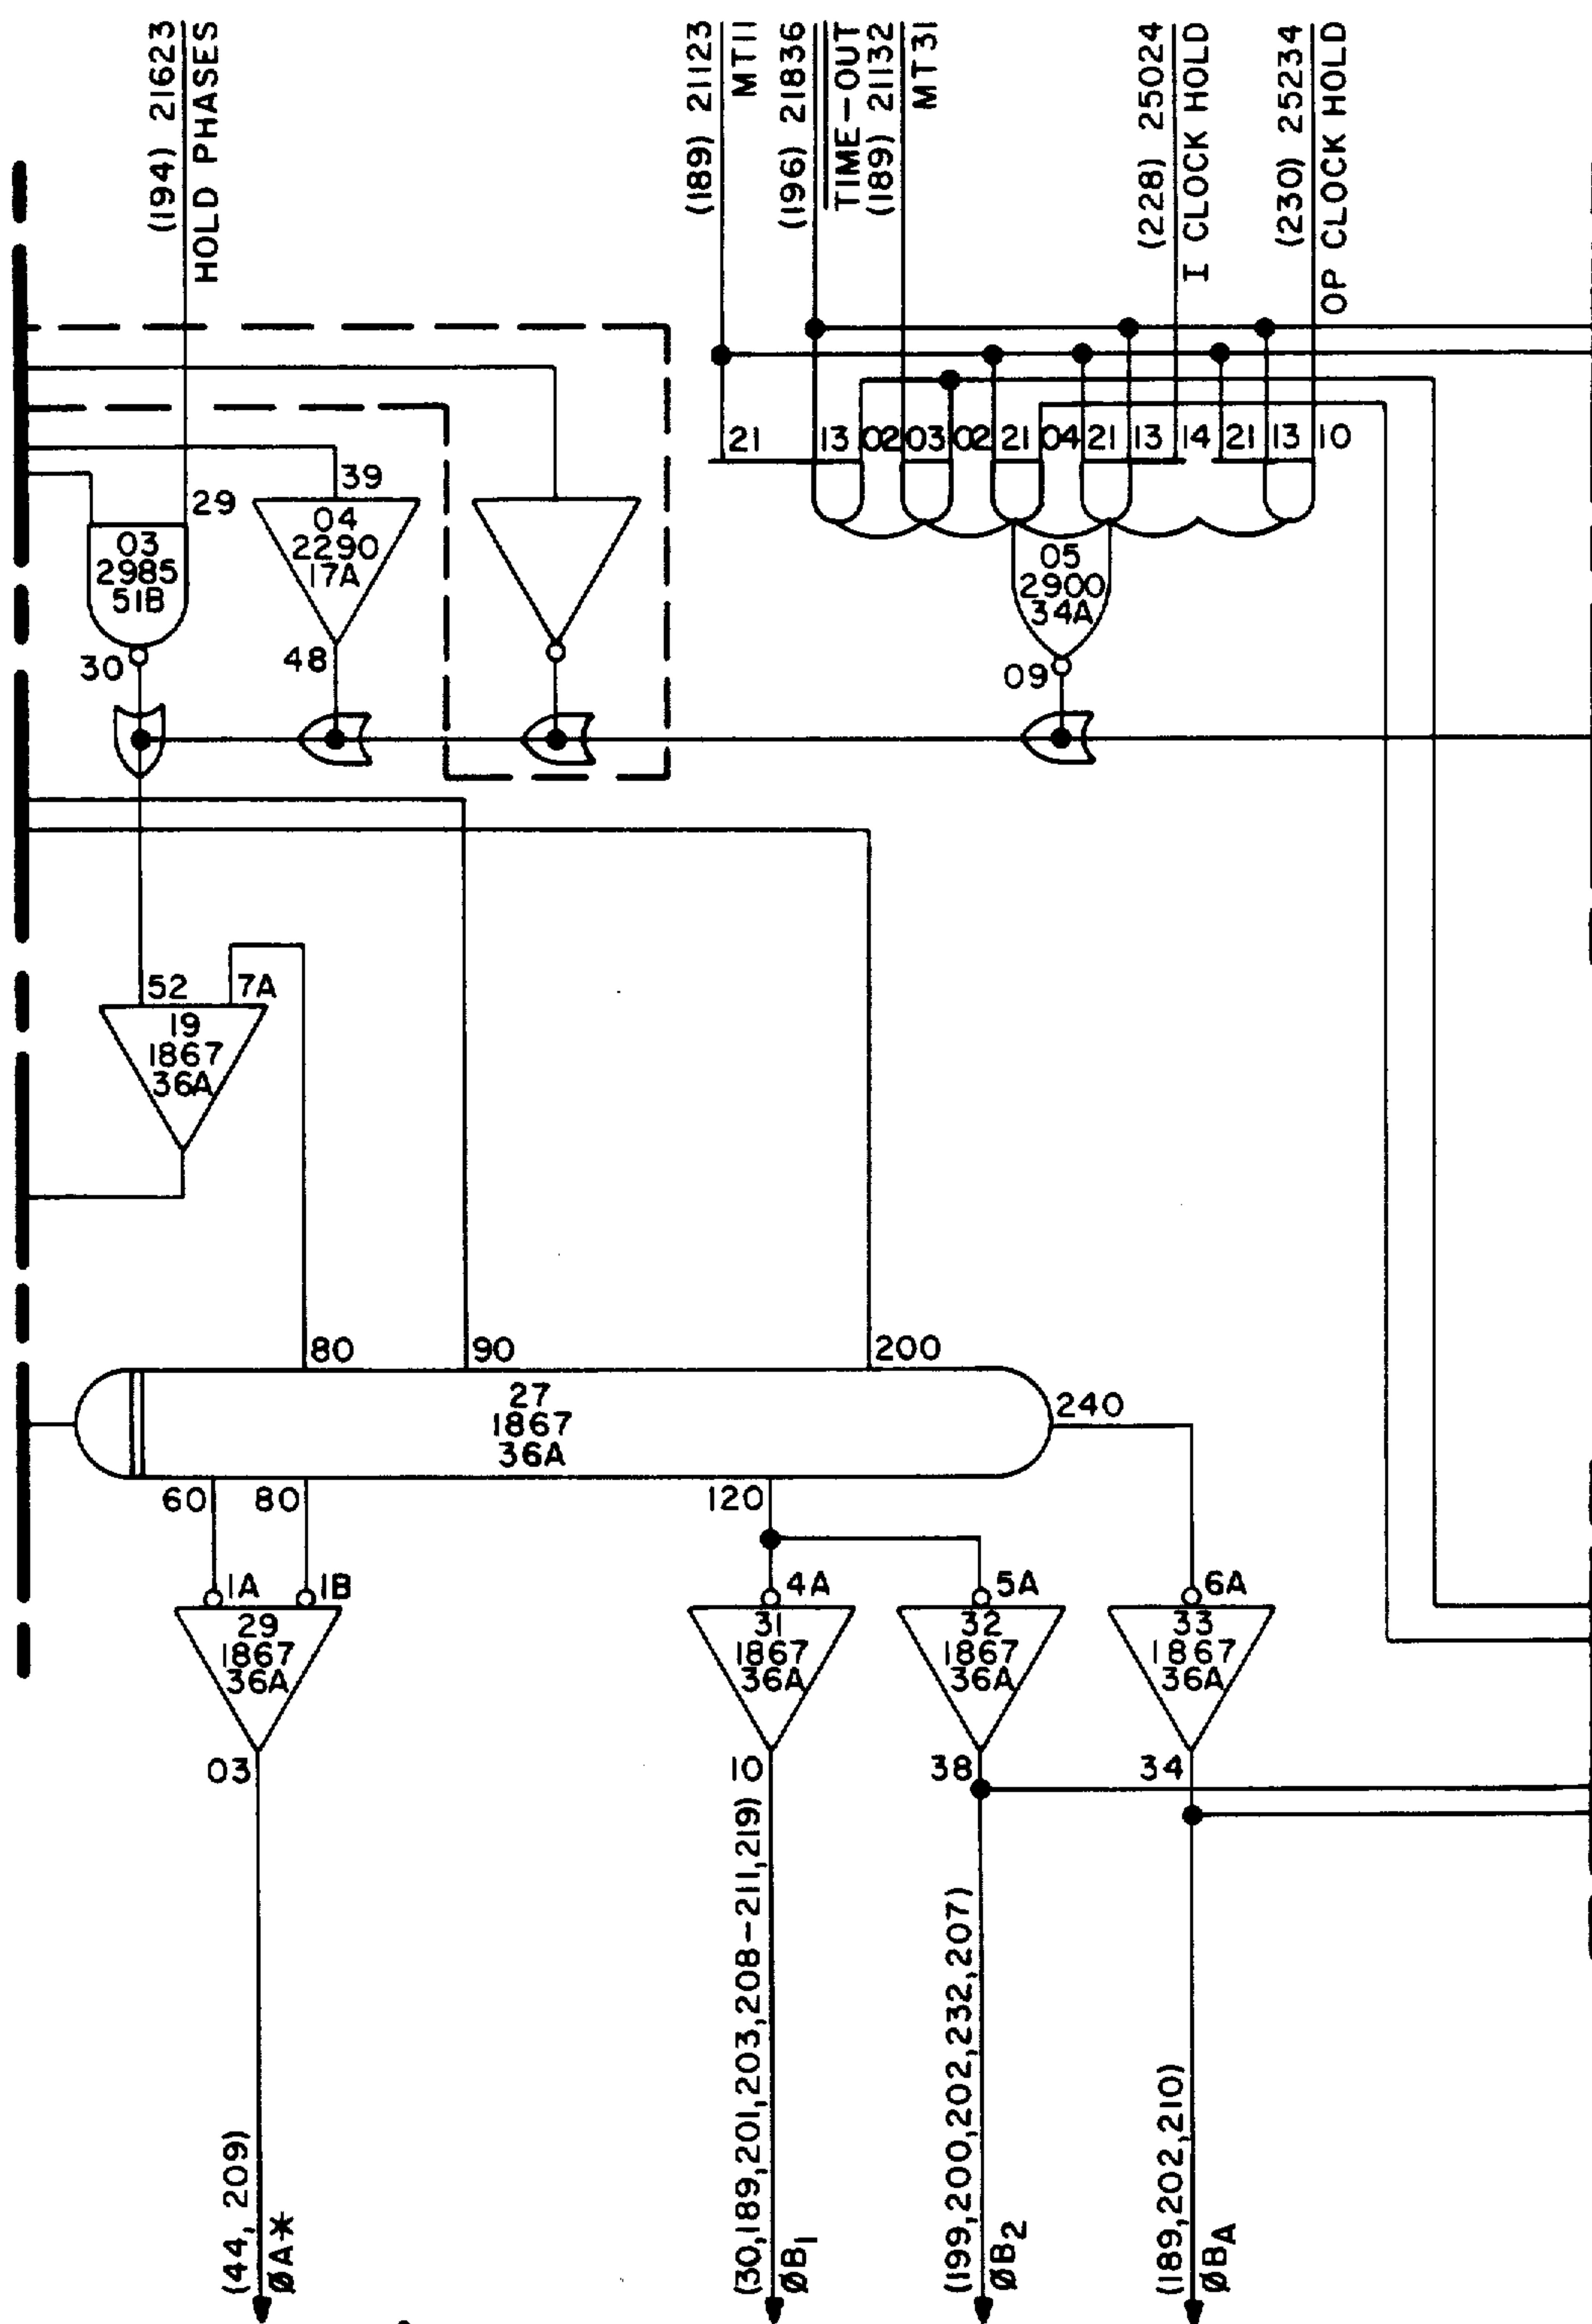 (194) 21623
HOLD PHASES
(189) 21123
MT11
(196) 21836
TIME-OUT
(189) 21132
MT31
(228) 25024
I CLOCK HOLD
(230) 25234
OP CLOCK HOLD
21
13
02
03
02
21
04
21
13
14
21
13
10
29
39
03
2985
51B
04
2290
17A
05
2900
34A
30
48
09
52
7A
19
1867
36A
80
90
200
27
1867
36A
240
60
80
120
1A
1B
4A
5A
6A
29
1867
36A
31
1867
36A
32
1867
36A
33
1867
36A
03
10
38
34
(44, 209)
ØA*
(30,189,201,203,208-211,219)
ØB1
(199,200,202,232,207)
ØB2
(189,202,210)
ØBA